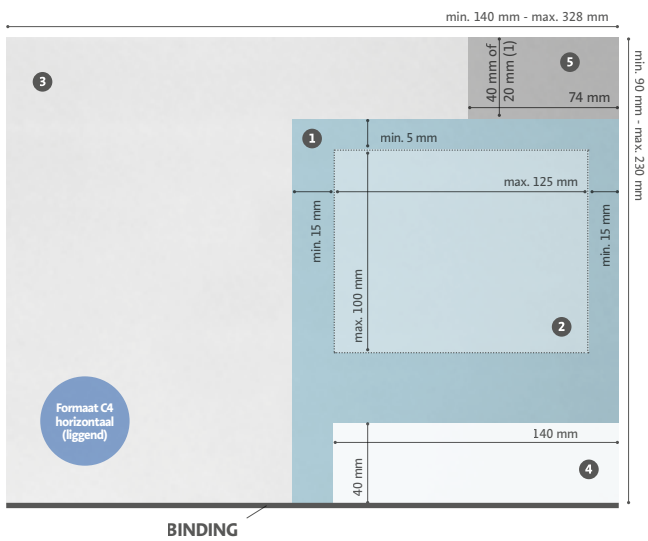 min. 140 mm - max. 328 mm
3
40 mm of
20 mm (1)
5
74 mm
min. 90 mm - max. 230 mm
1
min. 5 mm
max. 125 mm
min. 15 mm
min. 15 mm
max. 100 mm
2
Formaat C4
horizontaal
(liggend)
140 mm
40 mm
4
BINDING